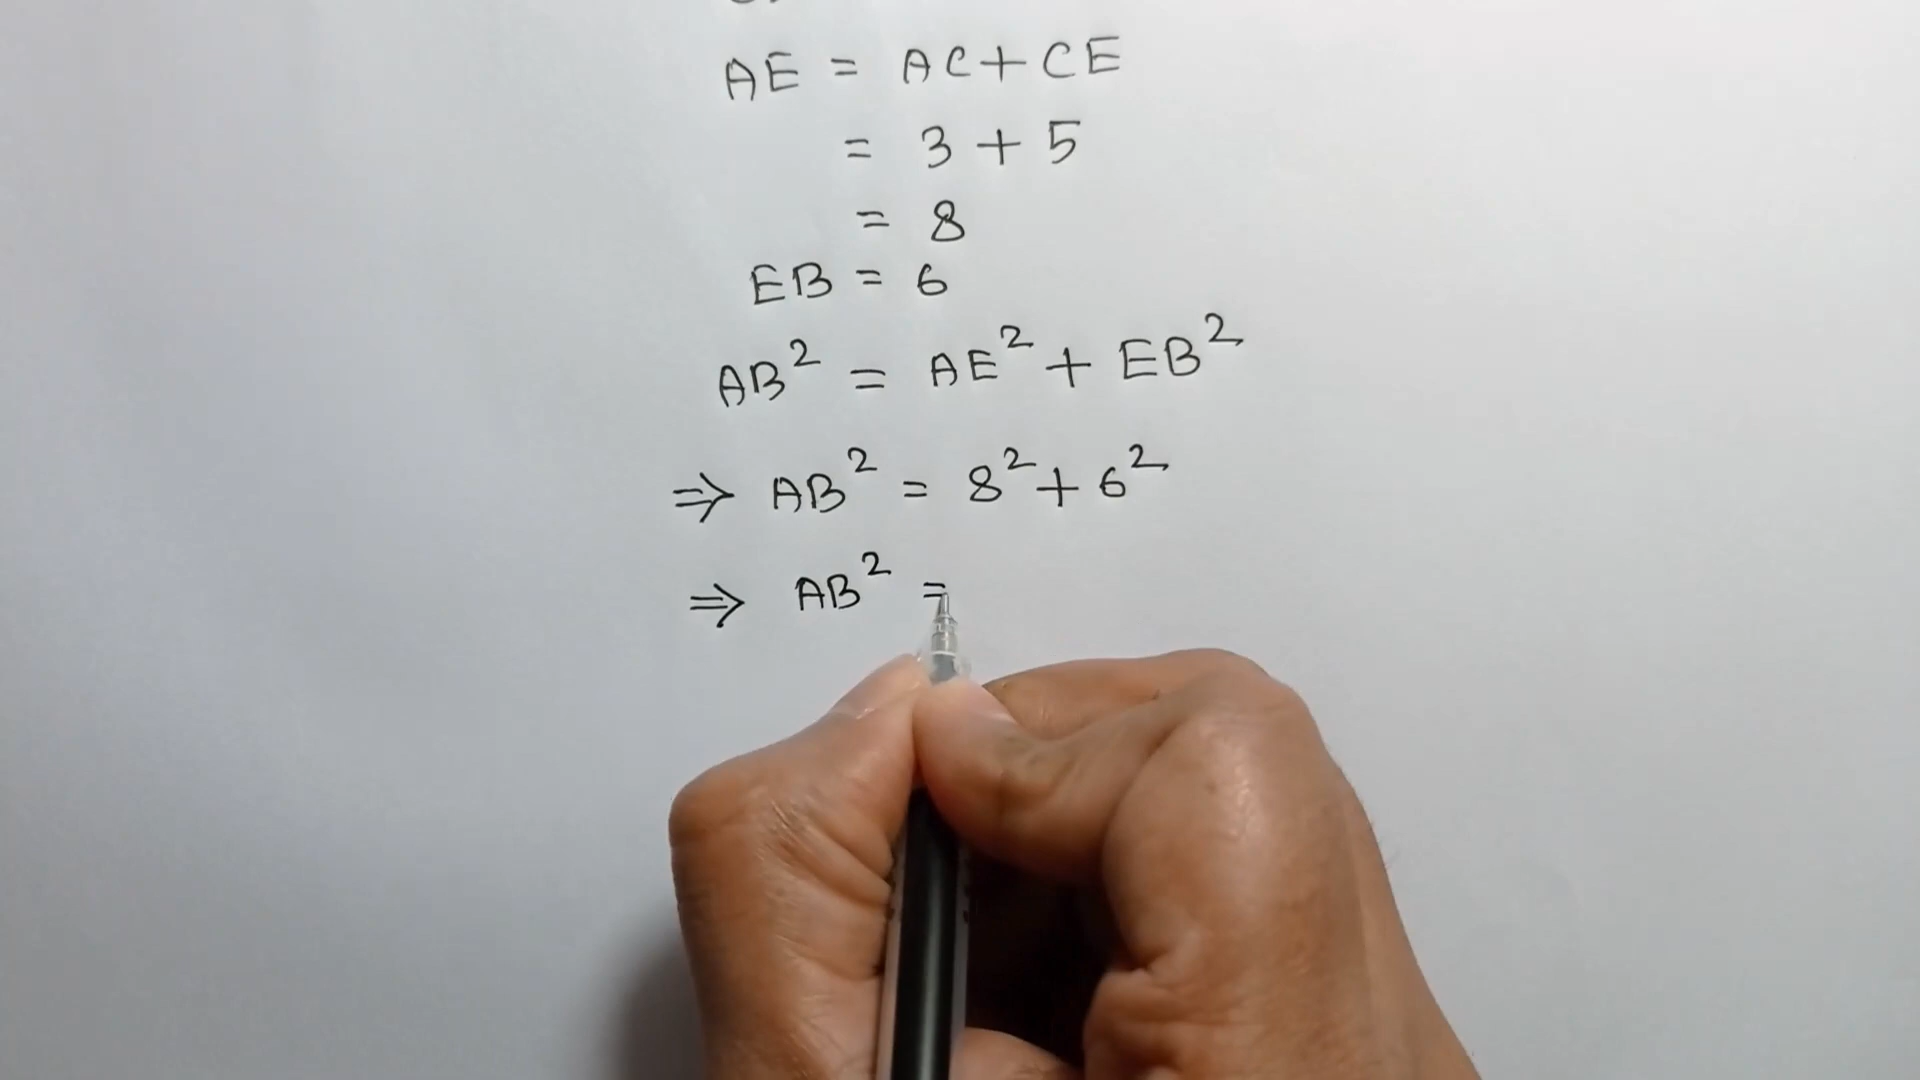 AE = AC + CE
= 3 + 5
= 8
EB = 6
AB² = AE² + EB²
⇒ AB² = 8² + 6²
⇒ AB² =